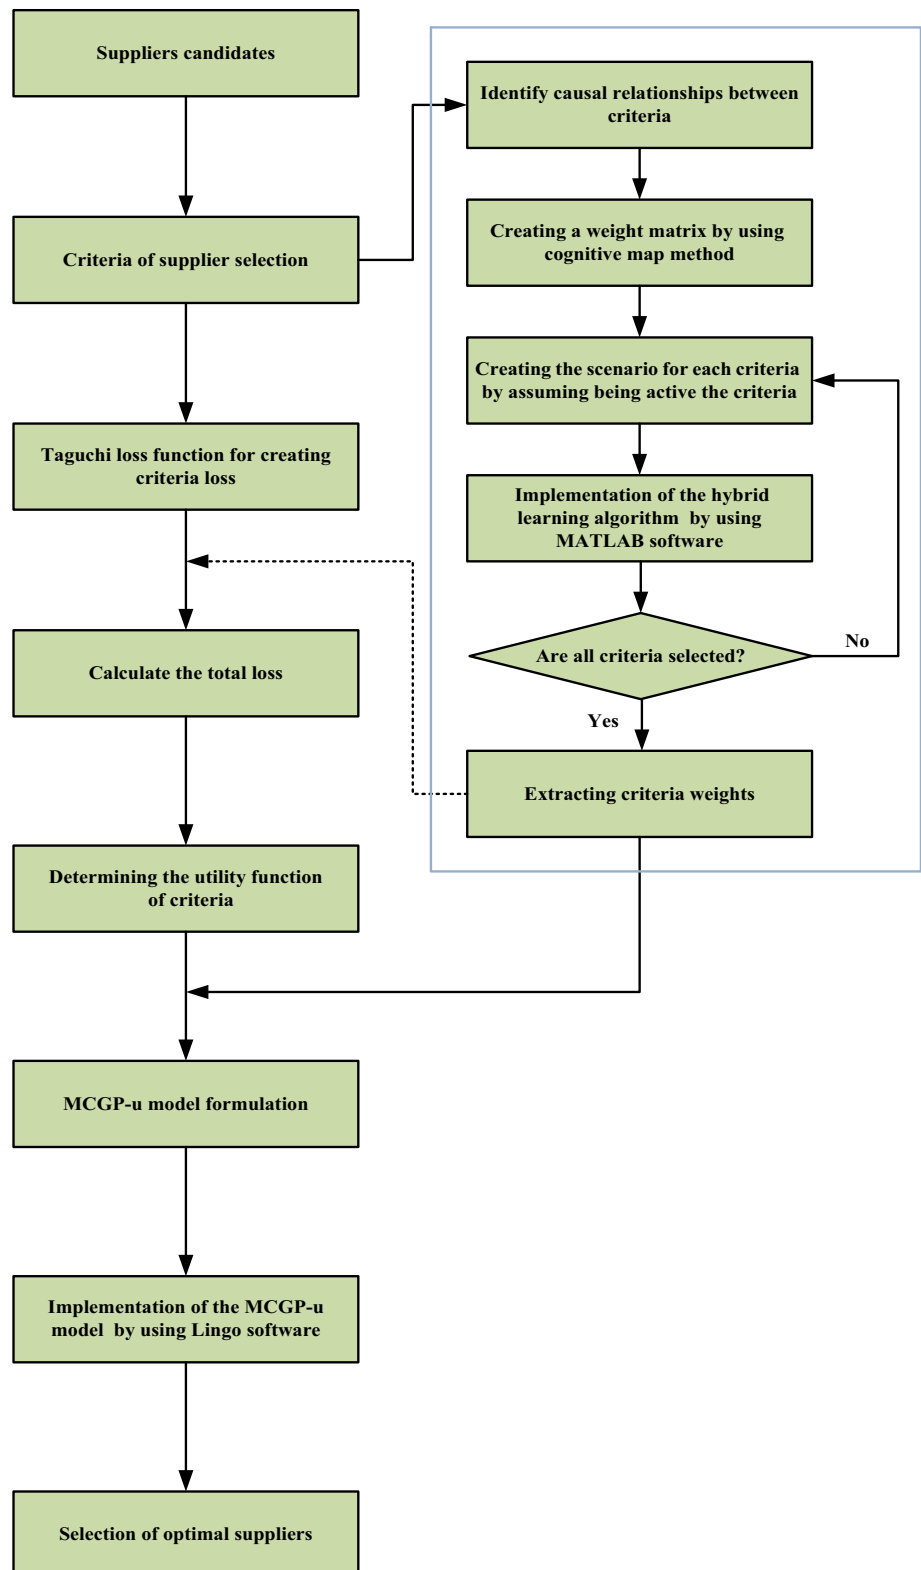 Suppliers candidates
Criteria of supplier selection
Taguchi loss function for creating
criteria loss
Calculate the total loss
Determining the utility function
of criteria
MCGP-u model formulation
Implementation of the MCGP-u
model by using Lingo software
Selection of optimal suppliers
Identify causal relationships between
criteria
Creating a weight matrix by using
cognitive map method
Creating the scenario for each criteria
by assuming being active the criteria
Implementation of the hybrid
learning algorithm by using
MATLAB software
Are all criteria selected?
No
Yes
Extracting criteria weights